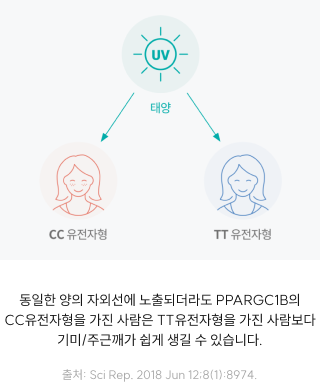 UV
태양
CC 유전자형
TT 유전자형
동일한 양의 자외선에 노출되더라도 PPARGC1B의
CC유전자형을 가진 사람은 TT유전자형을 가진 사람보다
기미/주근깨가 쉽게 생길 수 있습니다.
출처: Sci Rep. 2018 Jun 12:8(1):8974.